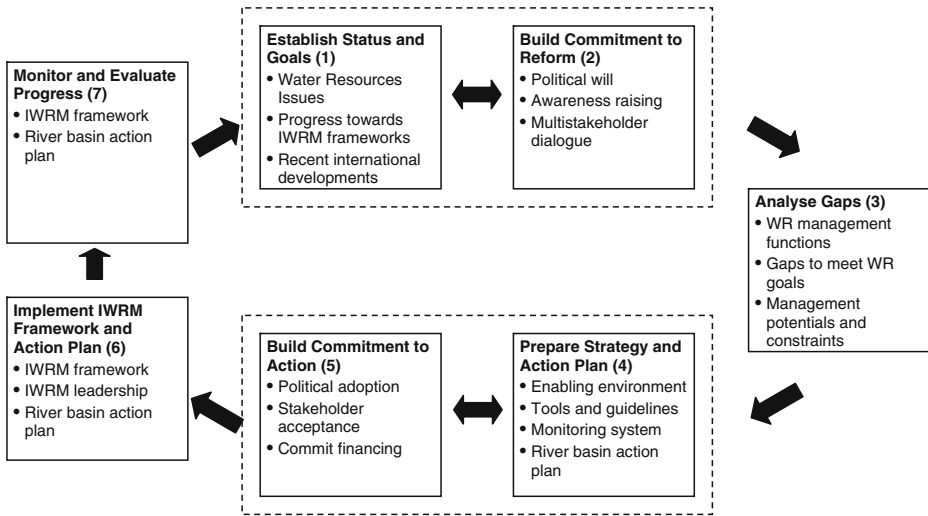 Establish Status and
Goals (1)
• Water Resources
Issues
• Progress towards
IWRM frameworks
• Recent international
developments
Build Commitment to
Reform (2)
• Political will
• Awareness raising
• Multistakeholder
dialogue
Analyse Gaps (3)
• WR management
functions
• Gaps to meet WR
goals
• Management
potentials and
constraints
Prepare Strategy and
Action Plan (4)
• Enabling environment
• Tools and guidelines
• Monitoring system
• River basin action
plan
Build Commitment to
Action (5)
• Political adoption
• Stakeholder
acceptance
• Commit financing
Implement IWRM
Framework and
Action Plan (6)
• IWRM framework
• IWRM leadership
• River basin action
plan
Monitor and Evaluate
Progress (7)
• IWRM framework
• River basin action
plan